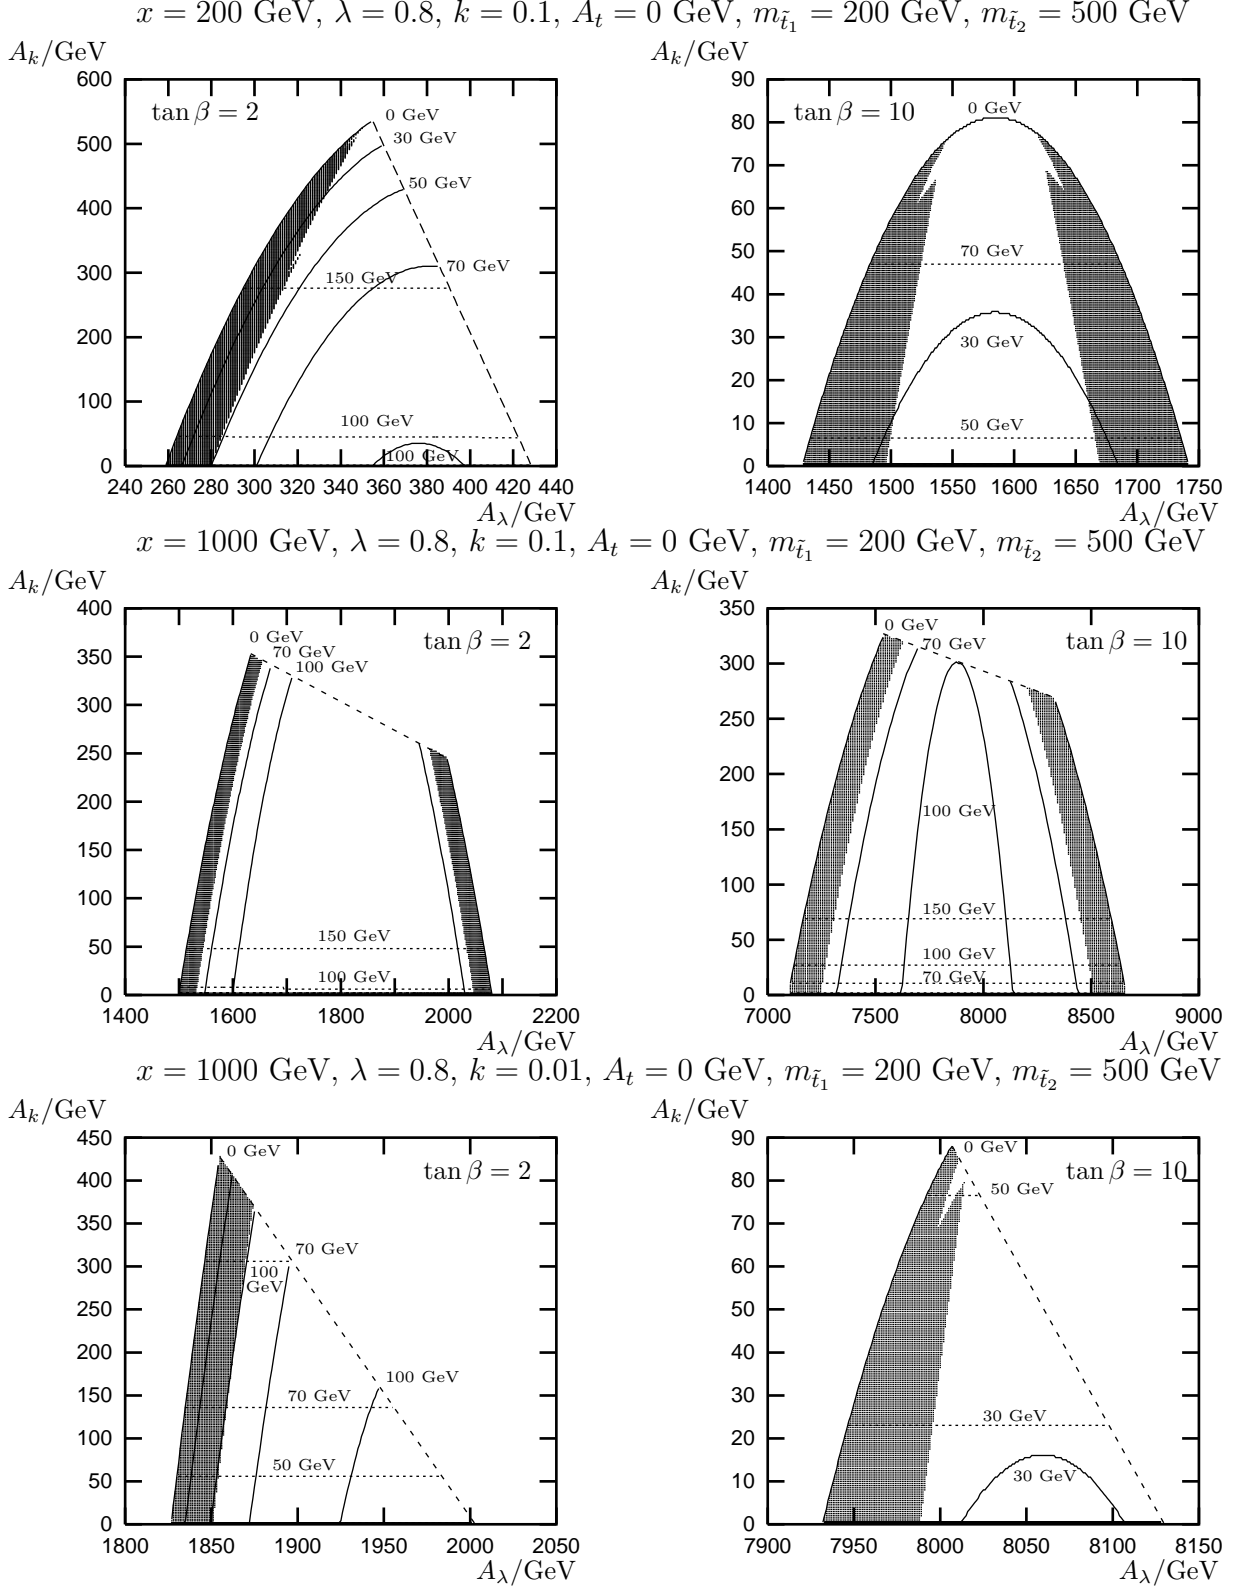 x = 200 GeV, λ = 0.8, k = 0.1, A_t = 0 GeV, m_{t̃_1} = 200 GeV, m_{t̃_2} = 500 GeV
A_k/GeV
600
500
400
300
200
100
0
tan β = 2
0 GeV
30 GeV
50 GeV
70 GeV
150 GeV
100 GeV
100 GeV
240 260 280 300 320 340 360 380 400 420 440
A_λ/GeV
A_k/GeV
90
80
70
60
50
40
30
20
10
0
tan β = 10
0 GeV
70 GeV
30 GeV
50 GeV
1400 1450 1500 1550 1600 1650 1700 1750
A_λ/GeV
x = 1000 GeV, λ = 0.8, k = 0.1, A_t = 0 GeV, m_{t̃_1} = 200 GeV, m_{t̃_2} = 500 GeV
A_k/GeV
400
350
300
250
200
150
100
50
0
tan β = 2
0 GeV
70 GeV
100 GeV
150 GeV
100 GeV
1400 1600 1800 2000 2200
A_λ/GeV
A_k/GeV
350
300
250
200
150
100
50
0
tan β = 10
0 GeV
70 GeV
100 GeV
150 GeV
100 GeV
70 GeV
7000 7500 8000 8500 9000
A_λ/GeV
x = 1000 GeV, λ = 0.8, k = 0.01, A_t = 0 GeV, m_{t̃_1} = 200 GeV, m_{t̃_2} = 500 GeV
A_k/GeV
450
400
350
300
250
200
150
100
50
0
tan β = 2
0 GeV
70 GeV
100
GeV
100 GeV
70 GeV
50 GeV
1800 1850 1900 1950 2000 2050
A_λ/GeV
A_k/GeV
90
80
70
60
50
40
30
20
10
0
tan β = 10
0 GeV
50 GeV
30 GeV
30 GeV
7900 7950 8000 8050 8100 8150
A_λ/GeV